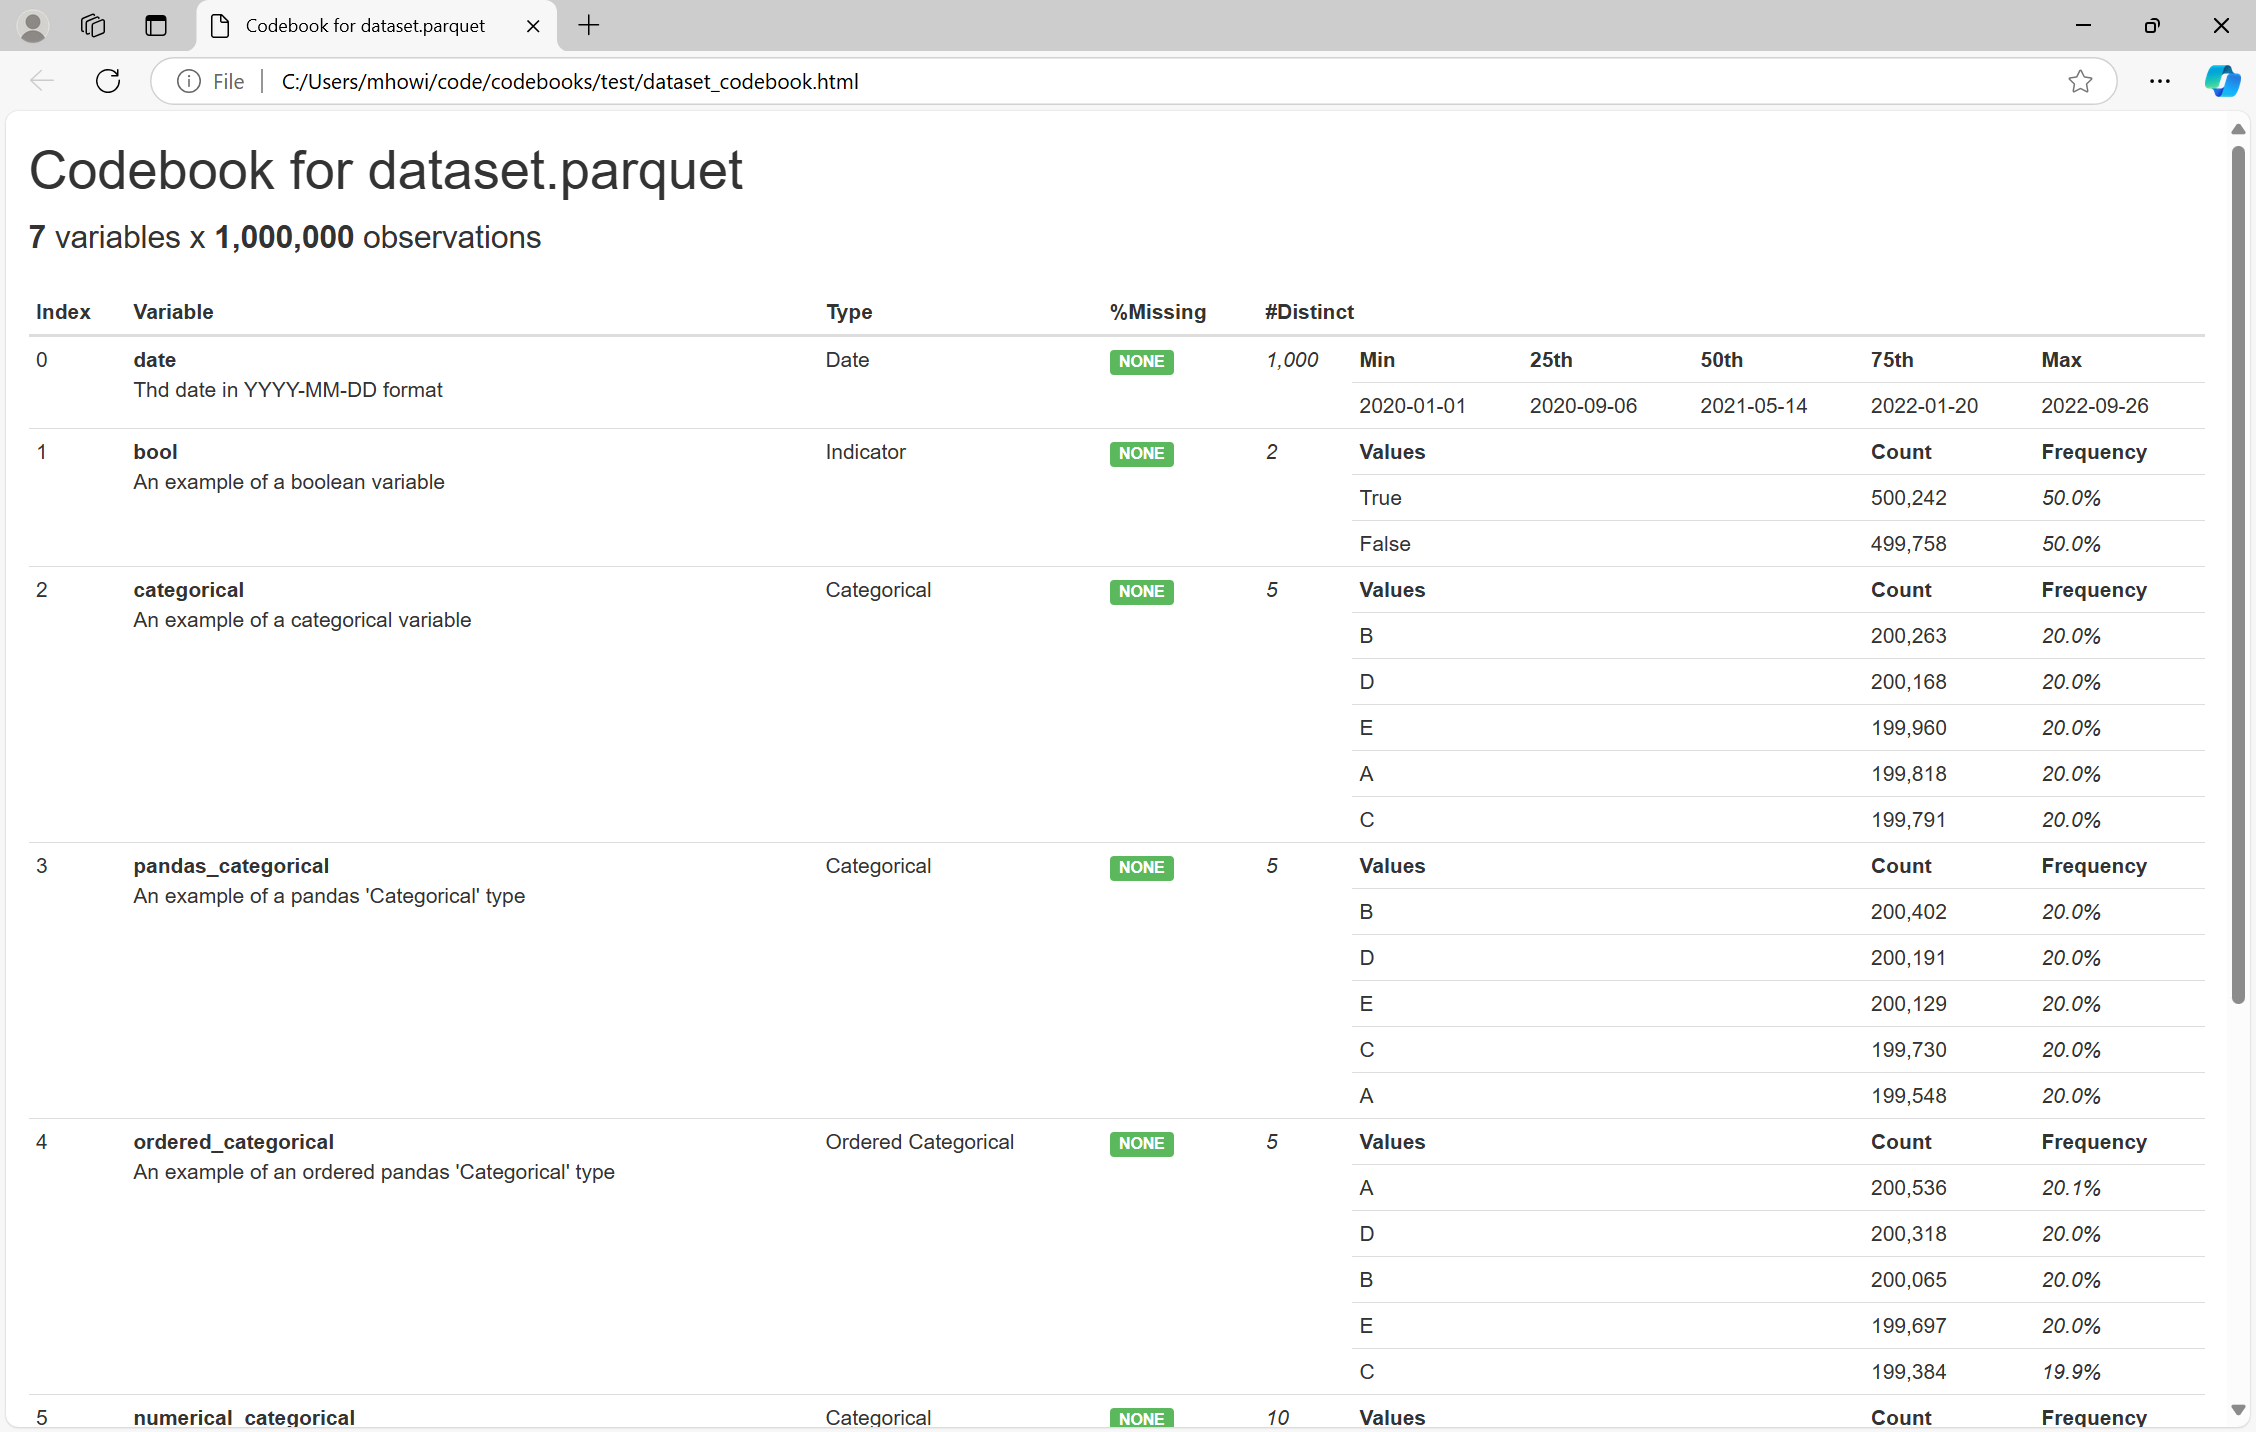 Codebook for dataset.parquet
File C:/Users/mhowi/code/codebooks/test/dataset_codebook.html
Codebook for dataset.parquet
7 variables x 1,000,000 observations
Index Variable Type %Missing #Distinct
0 date Date NONE 1,000 Min 25th 50th 75th Max
Thd date in YYYY-MM-DD format
2020-01-01 2020-09-06 2021-05-14 2022-01-20 2022-09-26
1 bool Indicator NONE 2 Values Count Frequency
An example of a boolean variable
True 500,242 50.0%
False 499,758 50.0%
2 categorical Categorical NONE 5 Values Count Frequency
An example of a categorical variable
B 200,263 20.0%
D 200,168 20.0%
E 199,960 20.0%
A 199,818 20.0%
C 199,791 20.0%
3 pandas_categorical Categorical NONE 5 Values Count Frequency
An example of a pandas 'Categorical' type
B 200,402 20.0%
D 200,191 20.0%
E 200,129 20.0%
C 199,730 20.0%
A 199,548 20.0%
4 ordered_categorical Ordered Categorical NONE 5 Values Count Frequency
An example of an ordered pandas 'Categorical' type
A 200,536 20.1%
D 200,318 20.0%
B 200,065 20.0%
E 199,697 20.0%
C 199,384 19.9%
5 numerical_categorical Categorical NONE 10 Values Count Frequency